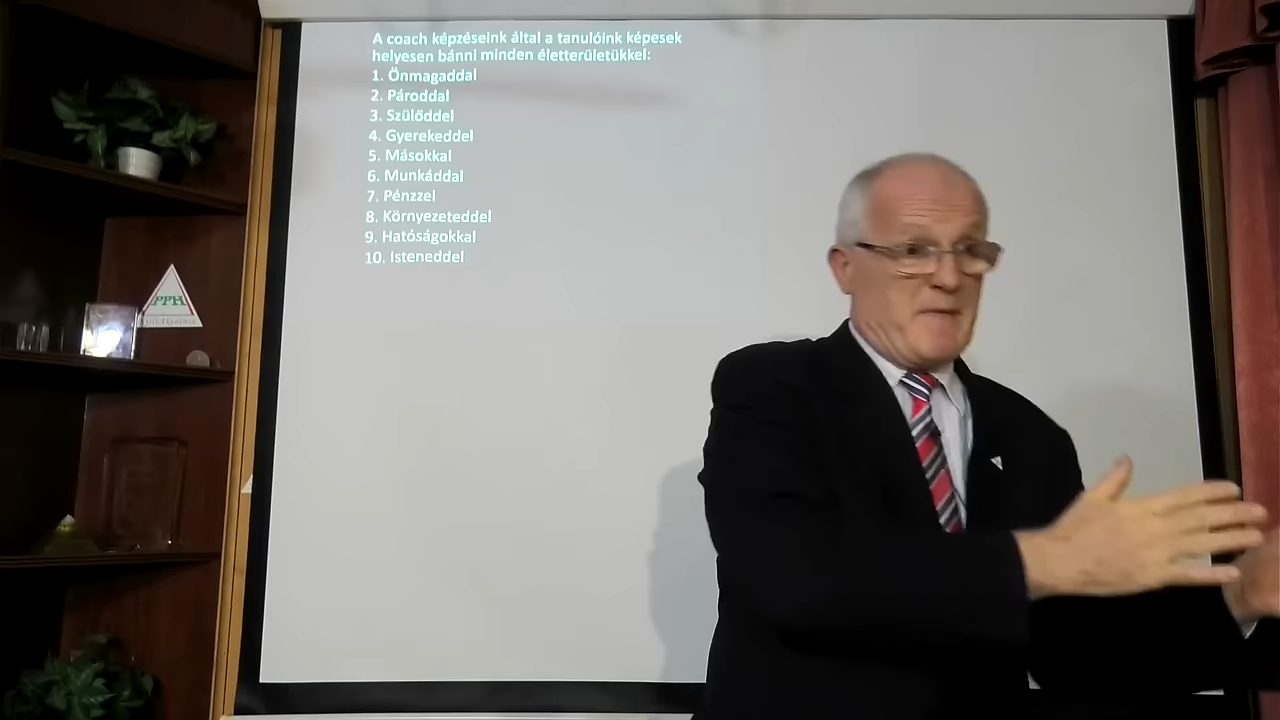 A coach képzéseink által a tanulóink képesek
helyesen bánni minden életterületükkel:
1. Önmagaddal
2. Pároddal
3. Szülőddel
4. Gyerekeddel
5. Másokkal
6. Munkáddal
7. Pénzzel
8. Környezeteddel
9. Hatóságokkal
10. Isteneddel
PPH